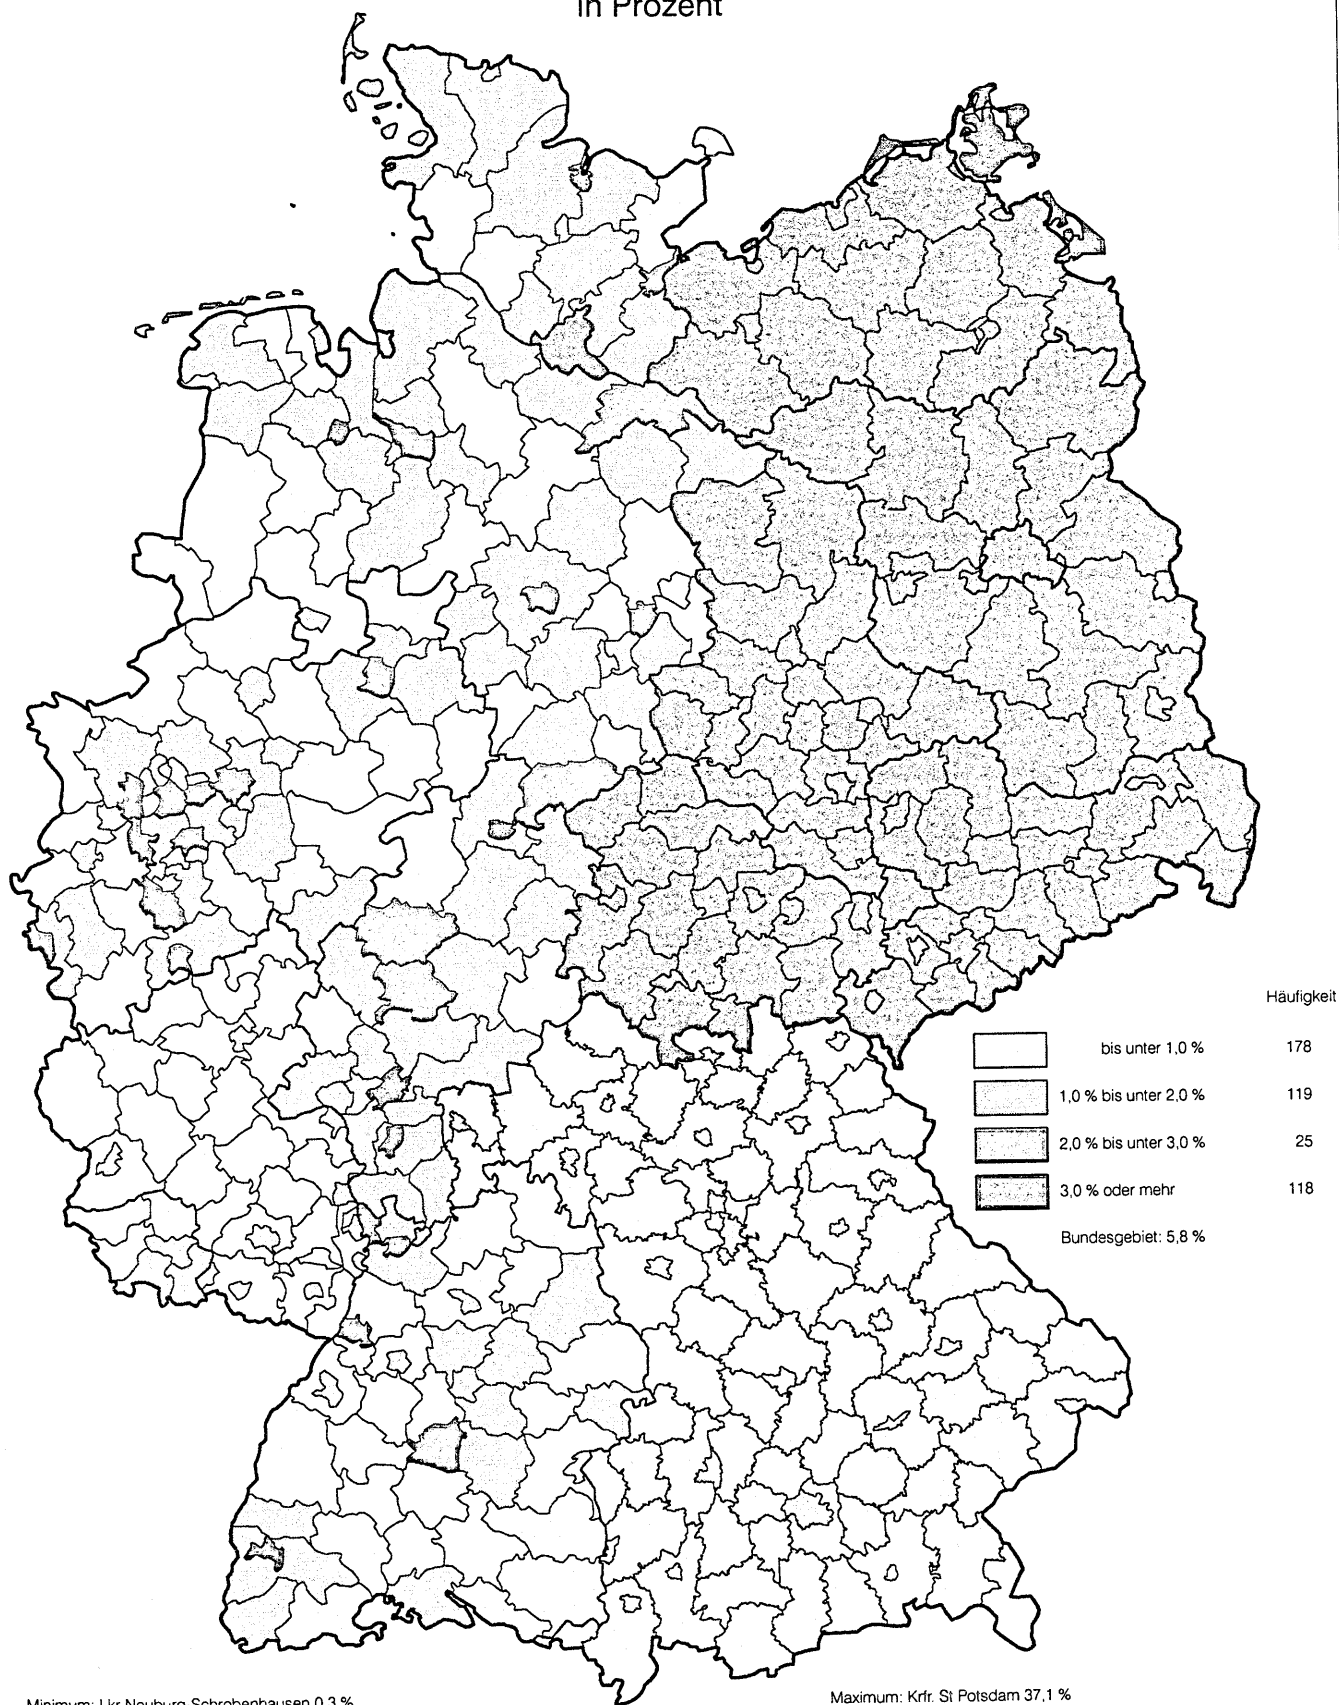 in Prozent
Häufigkeit
bis unter 1,0 % 178
1,0 % bis unter 2,0 % 119
2,0 % bis unter 3,0 % 25
3,0 % oder mehr 118
Bundesgebiet: 5,8 %
Minimum: Lkr Neuburg-Schrobenhausen 0,3 %
Maximum: Krfr. St Potsdam 37,1 %